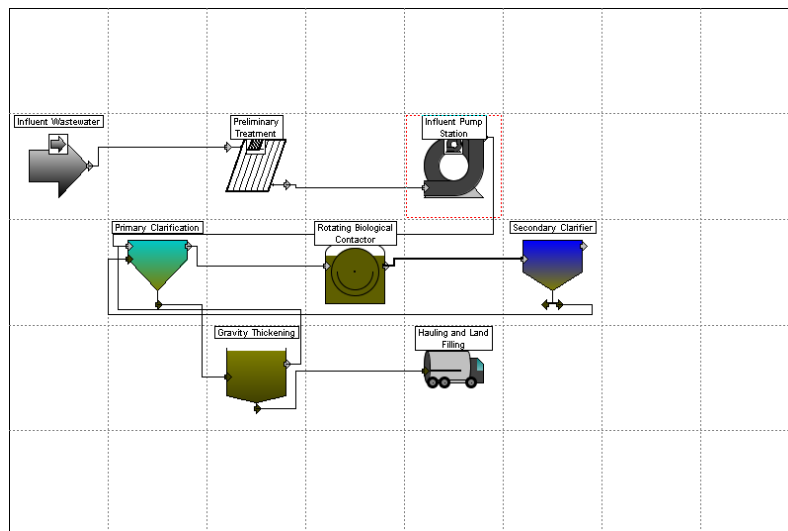 Influent Wastewater
Preliminary
Treatment
Influent Pump
Station
Primary Clarification
Rotating Biological
Contactor
Secondary Clarifier
Gravity Thickening
Hauling and Land
Filling